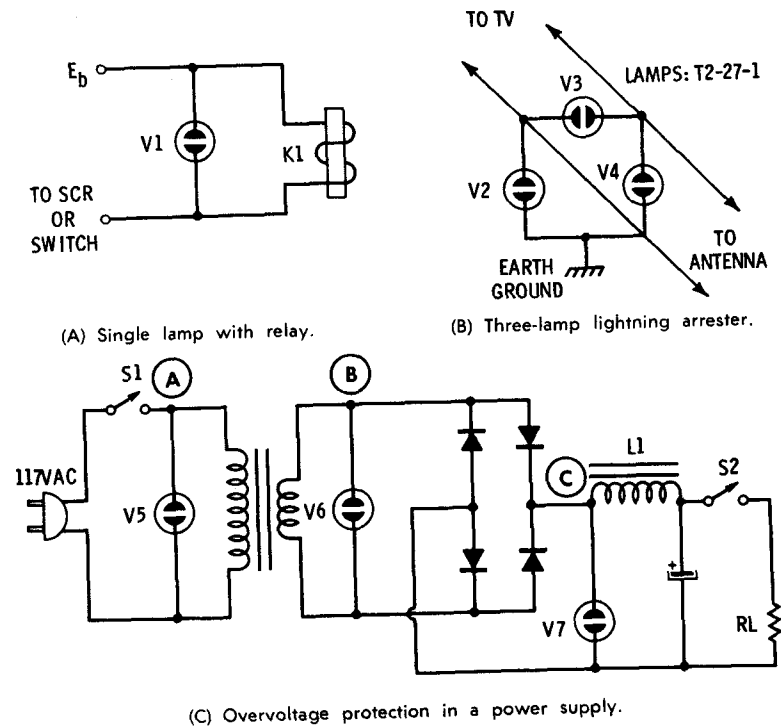 E_b
V1
K1
TO SCR
OR
SWITCH
(A) Single lamp with relay.
TO TV
LAMPS: T2-27-1
V3
V2
V4
TO
ANTENNA
EARTH
GROUND
(B) Three-lamp lightning arrester.
S1
A
B
117VAC
V5
V6
C
L1
S2
+
V7
RL
(C) Overvoltage protection in a power supply.